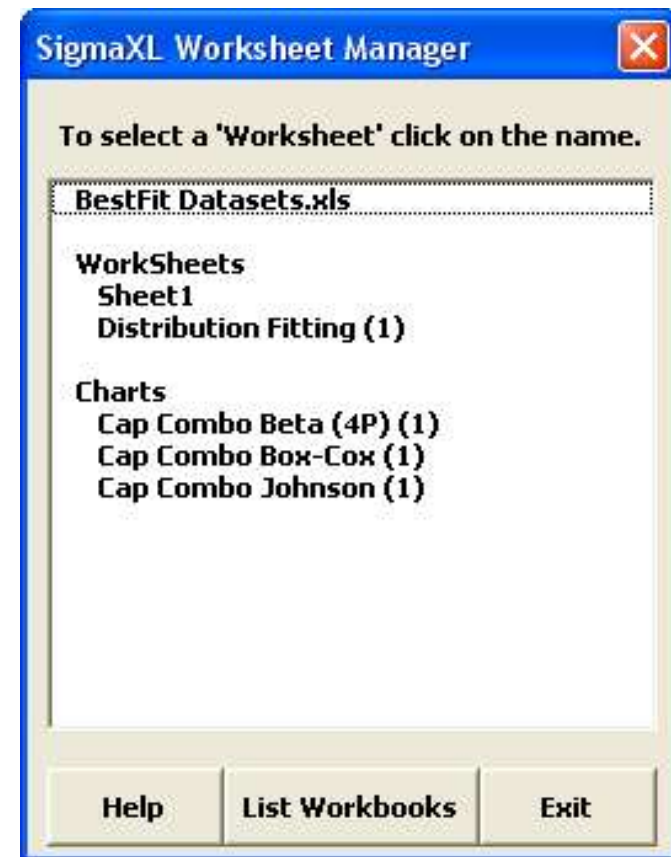 SigmaXL Worksheet Manager
To select a 'Worksheet' click on the name.
BestFit Datasets.xls
WorkSheets
Sheet1
Distribution Fitting (1)
Charts
Cap Combo Beta (4P) (1)
Cap Combo Box-Cox (1)
Cap Combo Johnson (1)
Help
List Workbooks
Exit